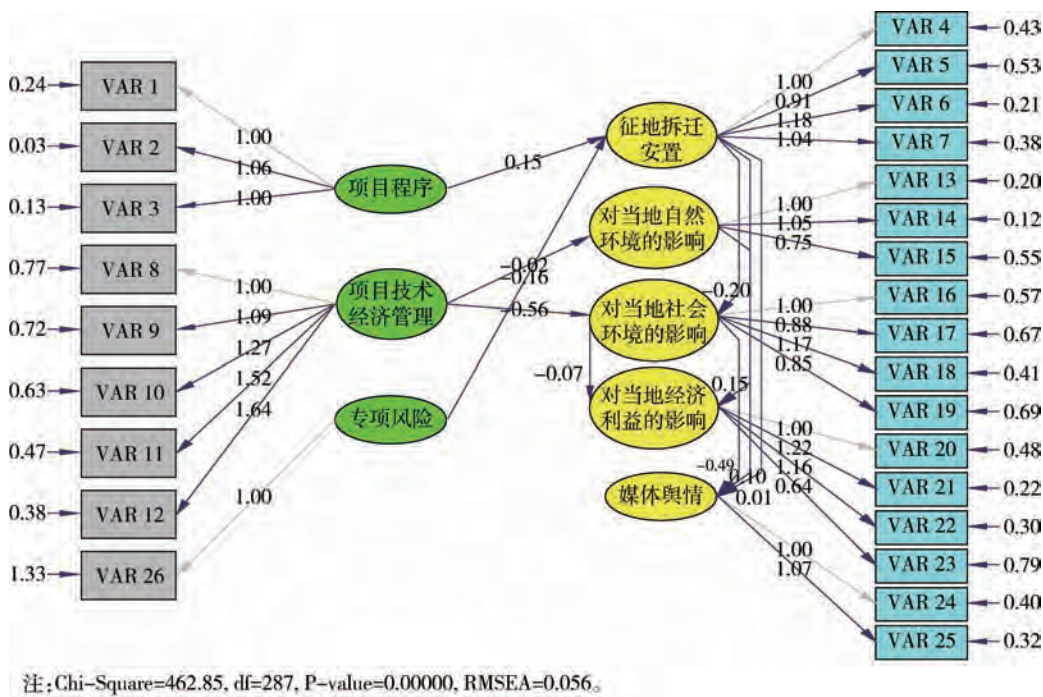 VAR 4
0.43
VAR 5
0.53
VAR 6
0.21
VAR 7
0.38
VAR 13
0.20
VAR 14
0.12
VAR 15
0.55
VAR 16
0.57
VAR 17
0.67
VAR 18
0.41
VAR 19
0.69
VAR 20
0.48
VAR 21
0.22
VAR 22
0.30
VAR 23
0.79
VAR 24
0.40
VAR 25
0.32
0.24
VAR 1
0.03
VAR 2
0.13
VAR 3
0.77
VAR 8
0.72
VAR 9
0.63
VAR 10
0.47
VAR 11
0.38
VAR 12
1.33
VAR 26
1.00
1.06
1.00
1.00
1.09
1.27
1.52
1.64
1.00
项目程序
项目技术
经济管理
专项风险
0.15
-0.02
-0.16
-0.56
征地拆迁
安置
对当地自然
环境的影响
对当地社会
环境的影响
对当地经济
利益的影响
媒体舆情
-0.07
-0.20
0.15
-0.49
0.10
0.01
1.00
0.91
1.18
1.04
1.00
1.05
0.75
1.00
0.88
1.17
0.85
1.00
1.22
1.16
0.64
1.00
1.07
注:Chi-Square=462.85, df=287, P-value=0.00000, RMSEA=0.056。